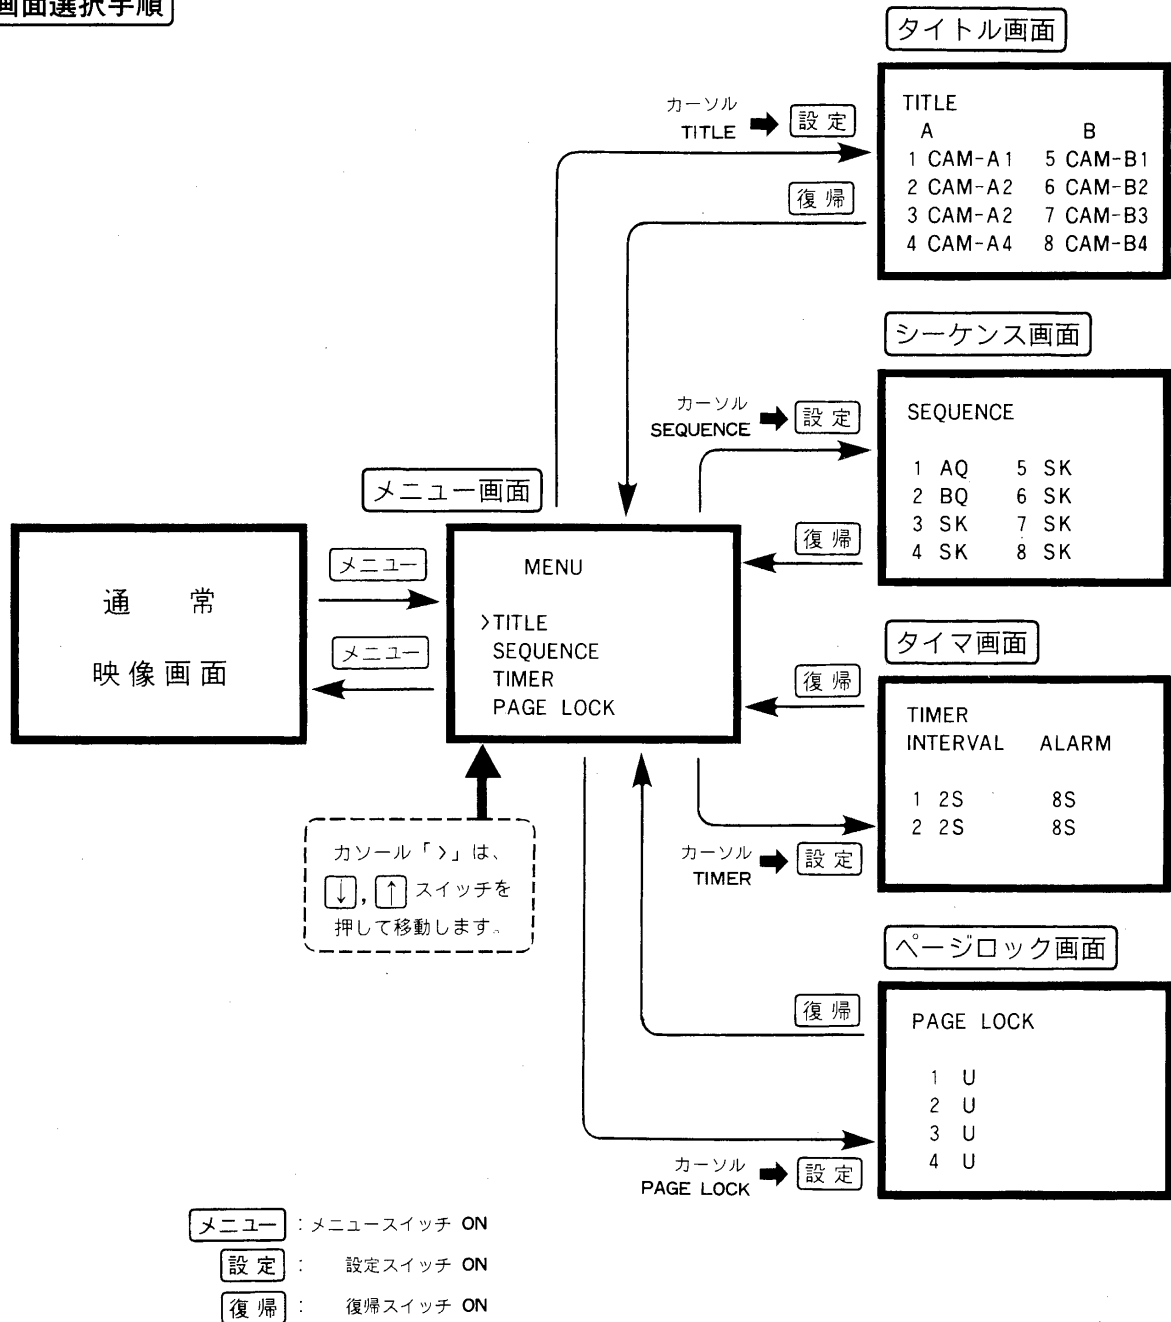 画面選択手順
タイトル画面
TITLE
A B
1 CAM-A1 5 CAM-B1
2 CAM-A2 6 CAM-B2
3 CAM-A2 7 CAM-B3
4 CAM-A4 8 CAM-B4
カーソル
TITLE 設定
復帰
シーケンス画面
SEQUENCE
1 AQ 5 SK
2 BQ 6 SK
3 SK 7 SK
4 SK 8 SK
カーソル
SEQUENCE 設定
復帰
メニュー画面
MENU
>TITLE
SEQUENCE
TIMER
PAGE LOCK
通常
映像画面
メニュー
メニュー
タイマ画面
TIMER
INTERVAL ALARM
1 2S 8S
2 2S 8S
復帰
カーソル
TIMER 設定
カソール「>」は、
↓, ↑ スイッチを
押して移動します。
ページロック画面
PAGE LOCK
1 U
2 U
3 U
4 U
復帰
カーソル
PAGE LOCK 設定
メニュー : メニュースイッチ ON
設定 : 設定スイッチ ON
復帰 : 復帰スイッチ ON